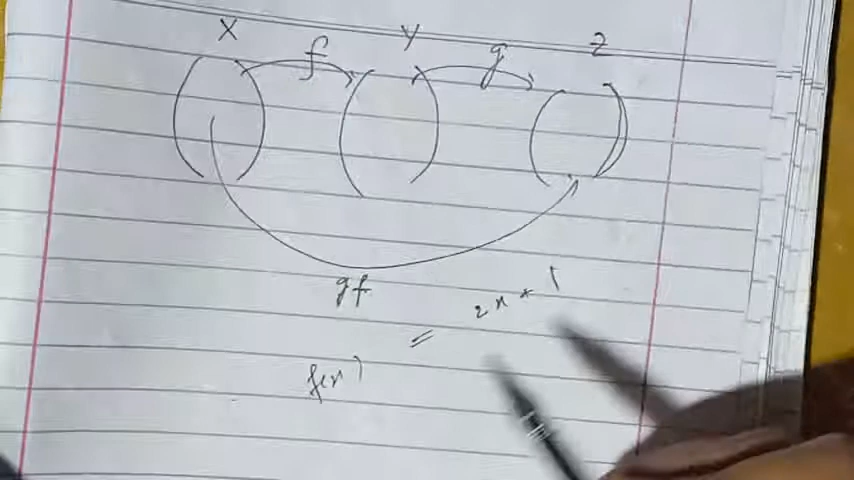 X f Y g Z
gf
f(x) = 2x + 1